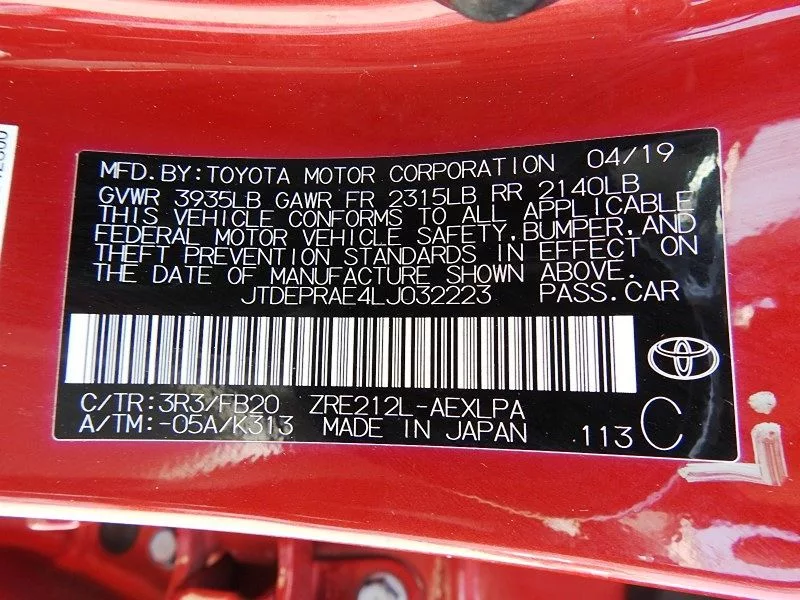 MFD.BY:TOYOTA MOTOR CORPORATION 04/19
GVWR 3935LB GAWR FR 2315LB RR 2140LB
THIS VEHICLE CONFORMS TO ALL APPLICABLE
FEDERAL MOTOR VEHICLE SAFETY,BUMPER,AND
THEFT PREVENTION STANDARDS IN EFFECT ON
THE DATE OF MANUFACTURE SHOWN ABOVE.
JTDEPRAE4LJ032223 PASS.CAR
C/TR:3R3/FB20 ZRE212L-AEXLPA
A/TM:-05A/K313 MADE IN JAPAN 113 C